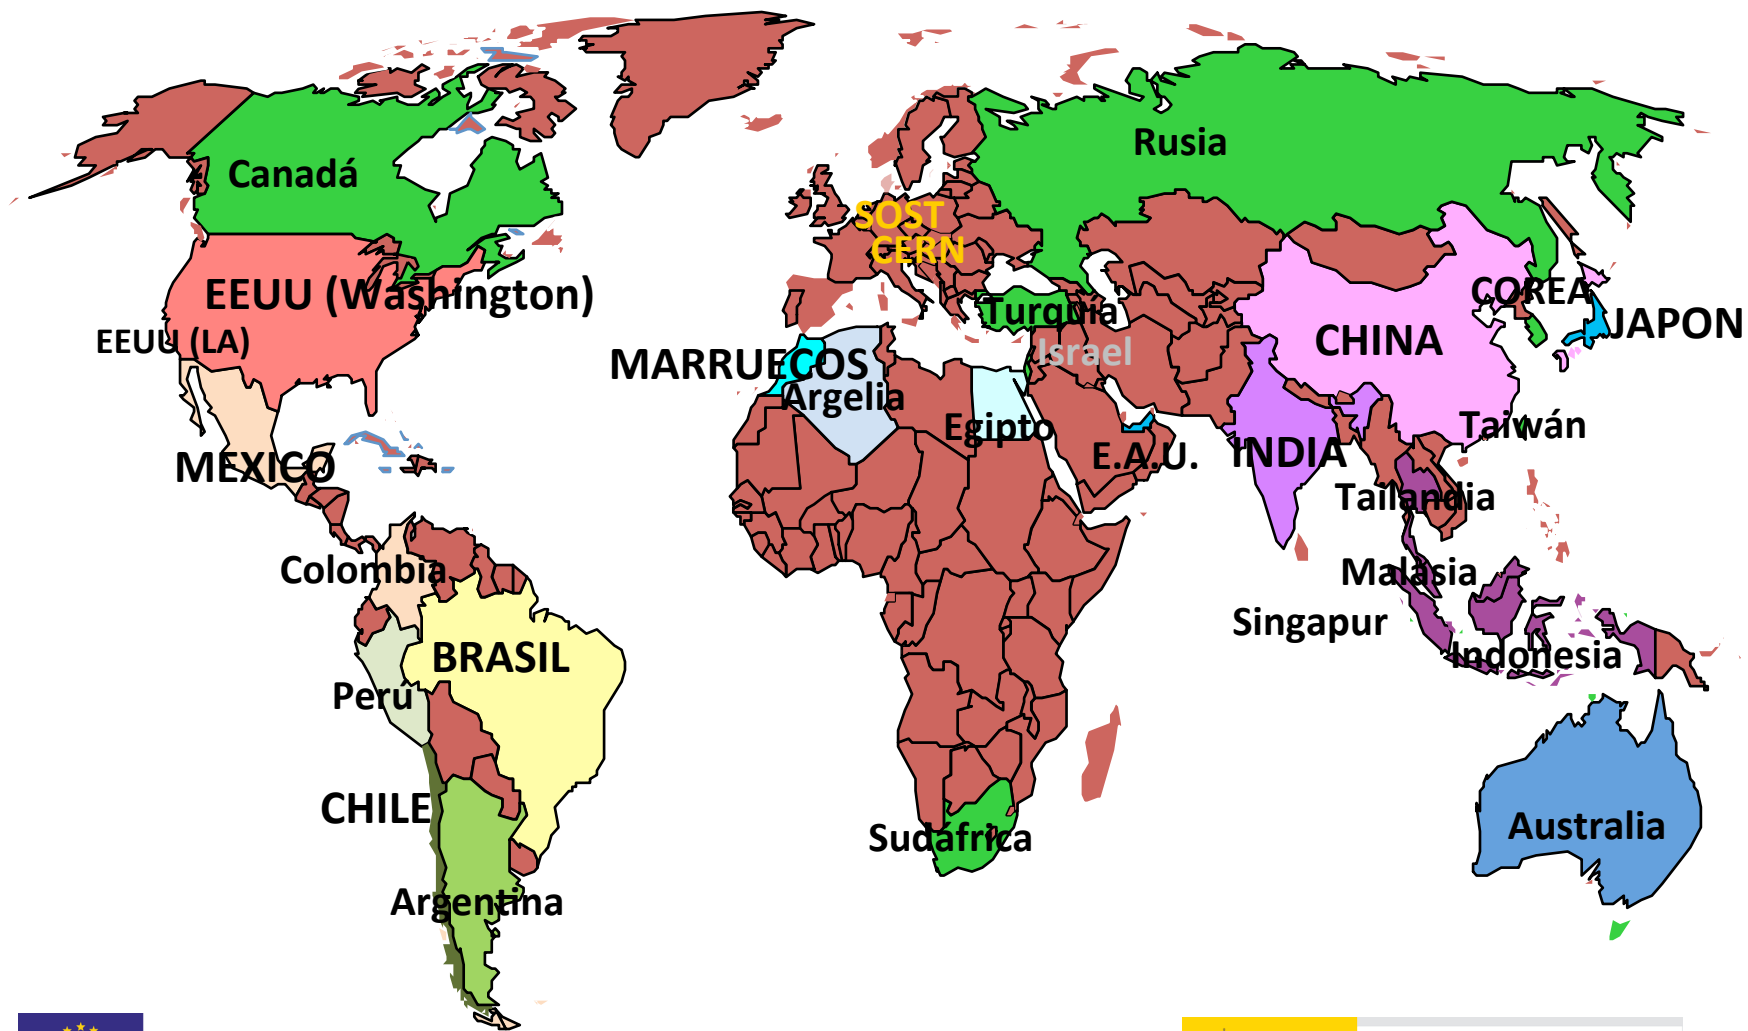 Rusia
Canadá
SOST
CERN
EEUU (Washington)
COREA
Turquía
JAPON
EEUU (LA)
CHINA
Israel
MARRUECOS
Argelia
Egipto
Taiwán
E.A.U.
INDIA
MEXICO
Tailandia
Colombia
Malasia
Singapur
BRASIL
Indonesia
Perú
CHILE
Australia
Sudáfrica
Argentina